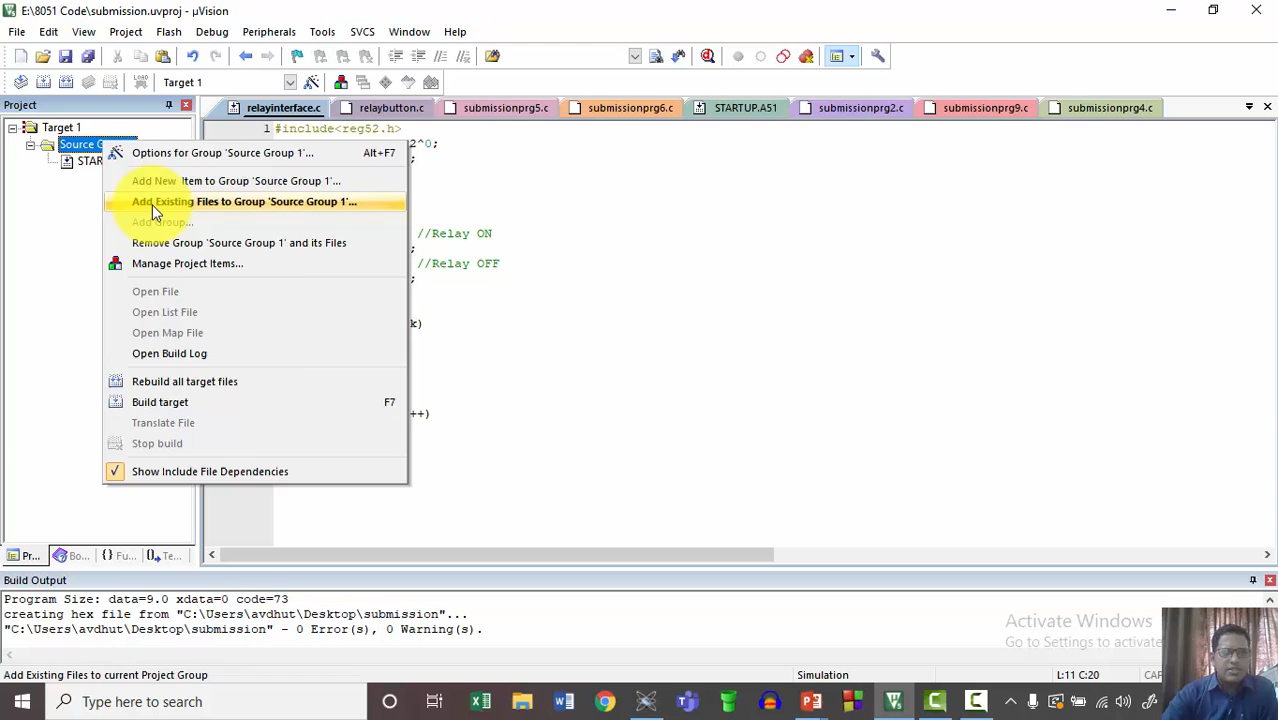 E:\8051 Code\submission.uvproj - µVision
File Edit View Project Flash Debug Peripherals Tools SVCS Window Help
Target 1
Project
relayinterface.c relaybutton.c submissionprg5.c submissionprg6.c STARTUP.A51 submissionprg2.c submissionprg9.c submissionprg4.c
Target 1
1 #include<reg52.h>
2^0;
Options for Group 'Source Group 1'... Alt+F7
Add New Item to Group 'Source Group 1'...
Add Existing Files to Group 'Source Group 1'...
Add Group...
//Relay ON
;
Remove Group 'Source Group 1' and its Files
Manage Project Items...
//Relay OFF
;
Open File
Open List File
k)
Open Map File
Open Build Log
Rebuild all target files
Build target F7
++)
Translate File
Stop build
Show Include File Dependencies
Pr... Bo... {} Fu... Te...
Build Output
Program Size: data=9.0 xdata=0 code=73
creating hex file from "C:\Users\avdhut\Desktop\submission"...
"C:\Users\avdhut\Desktop\submission" - 0 Error(s), 0 Warning(s).
Activate Windows
Go to Settings to activate
Add Existing Files to current Project Group
Simulation
L:11 C:20
Type here to search